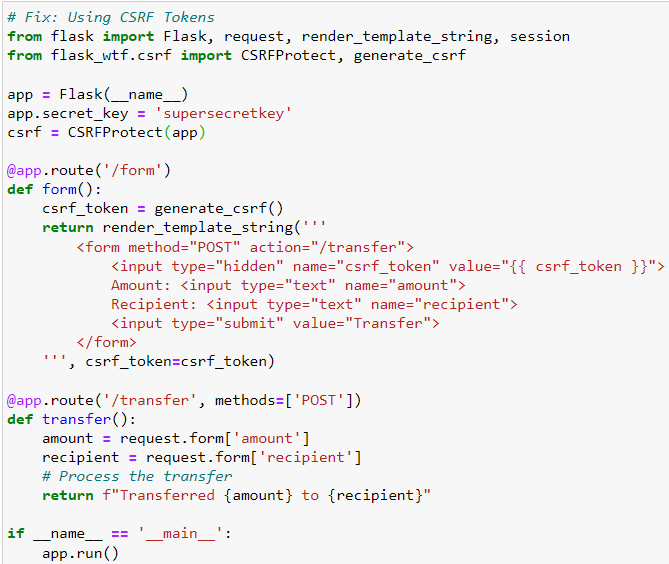 # Fix: Using CSRF Tokens
from flask import Flask, request, render_template_string, session
from flask_wtf.csrf import CSRFProtect, generate_csrf

app = Flask(__name__)
app.secret_key = 'supersecretkey'
csrf = CSRFProtect(app)

@app.route('/form')
def form():
    csrf_token = generate_csrf()
    return render_template_string('''
        <form method="POST" action="/transfer">
            <input type="hidden" name="csrf_token" value="{{ csrf_token }}">
            Amount: <input type="text" name="amount">
            Recipient: <input type="text" name="recipient">
            <input type="submit" value="Transfer">
        </form>
    ''', csrf_token=csrf_token)

@app.route('/transfer', methods=['POST'])
def transfer():
    amount = request.form['amount']
    recipient = request.form['recipient']
    # Process the transfer
    return f"Transferred {amount} to {recipient}"

if __name__ == '__main__':
    app.run()